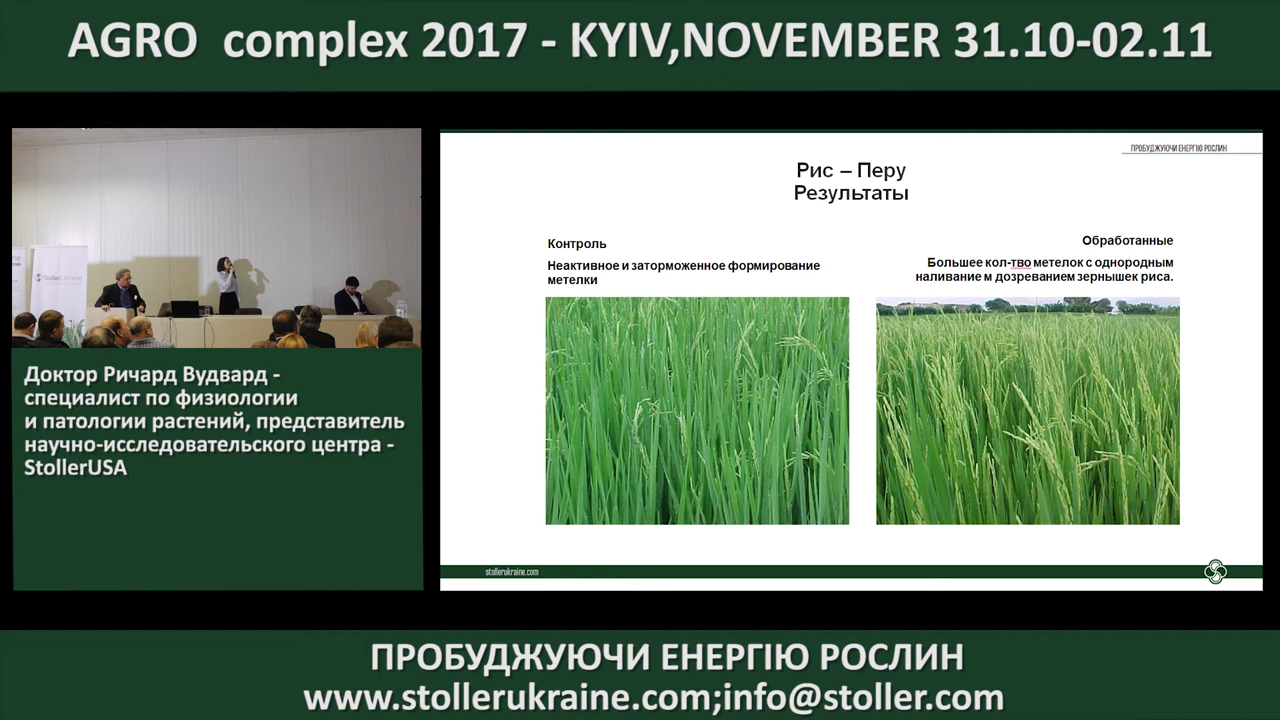 AGRO complex 2017 - KYIV,NOVEMBER 31.10-02.11
StollerUkraine
Доктор Ричард Вудвард -
специалист по физиологии
и патологии растений, представитель
научно-исследовательского центра -
StollerUSA
ПРОБУДЖУЮЧИ ЕНЕРГІЮ РОСЛИН
Рис – Перу
Результаты
Контроль
Неактивное и заторможенное формирование
метелки
Обработанные
Большее кол-тво метелок с однородным
наливание м дозреванием зернышек риса.
stollerukraine.com
ПРОБУДЖУЮЧИ ЕНЕРГІЮ РОСЛИН
www.stollerukraine.com;info@stoller.com